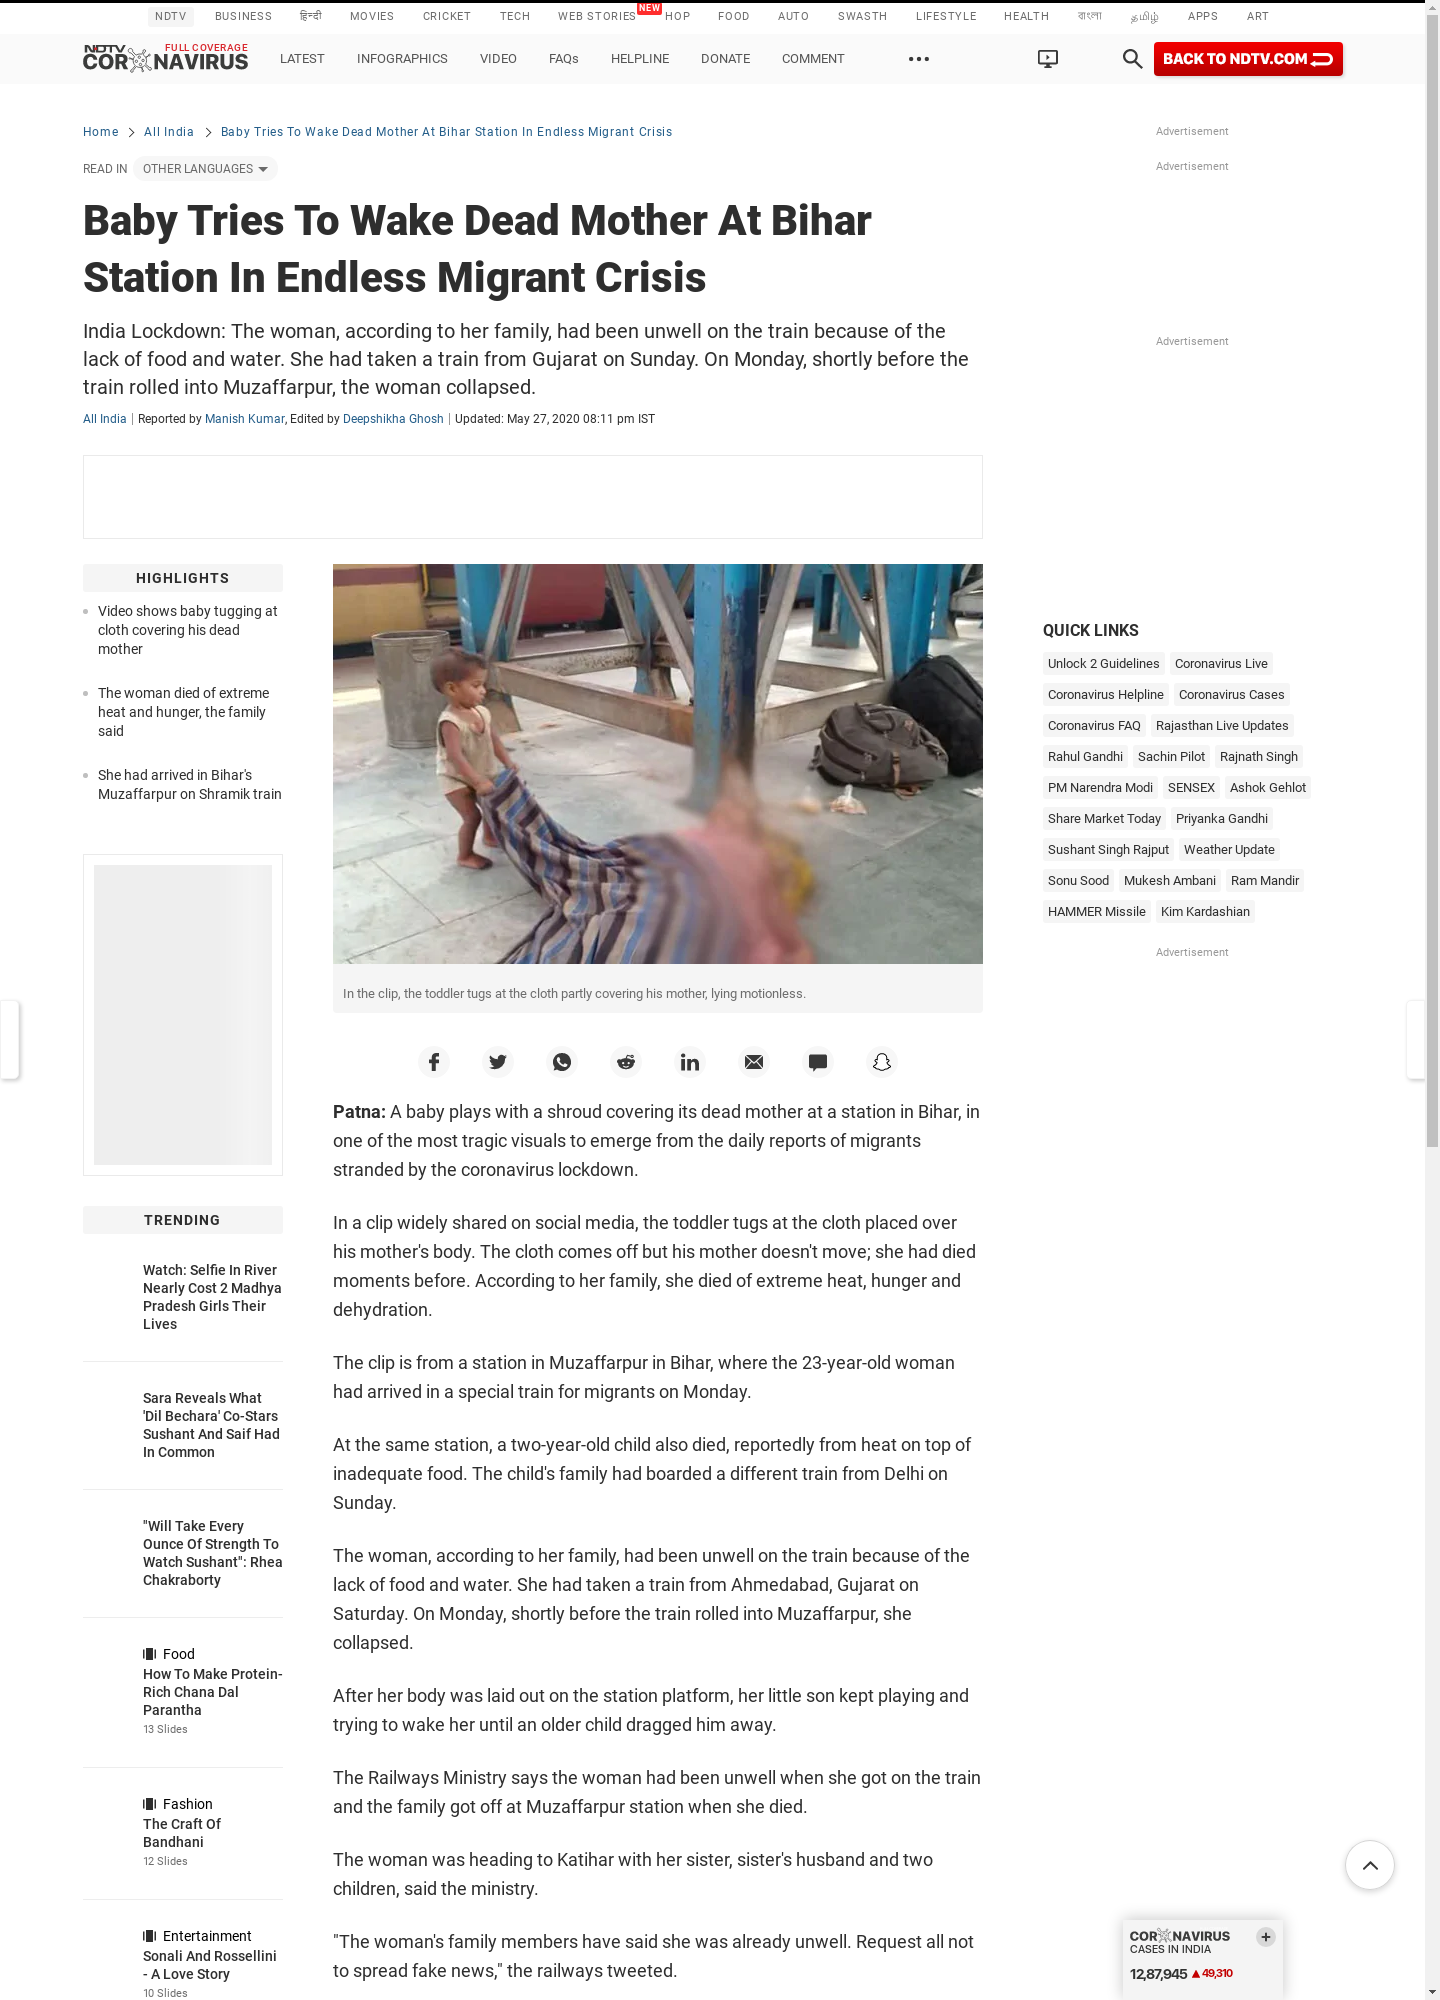 NDTV
BUSINESS
हिन्दी
MOVIES
CRICKET
TECH
WEB STORIES
NEW
HOP
FOOD
AUTO
SWASTH
LIFESTYLE
HEALTH
বাংলা
தமிழ்
APPS
ART
NDTV
FULL COVERAGE
CORONAVIRUS
LATEST
INFOGRAPHICS
VIDEO
FAQs
HELPLINE
DONATE
COMMENT
BACK TO NDTV.COM
Home
All India
Baby Tries To Wake Dead Mother At Bihar Station In Endless Migrant Crisis
READ IN OTHER LANGUAGES
Baby Tries To Wake Dead Mother At Bihar
Station In Endless Migrant Crisis
India Lockdown: The woman, according to her family, had been unwell on the train because of the
lack of food and water. She had taken a train from Gujarat on Sunday. On Monday, shortly before the
train rolled into Muzaffarpur, the woman collapsed.
All India | Reported by Manish Kumar, Edited by Deepshikha Ghosh | Updated: May 27, 2020 08:11 pm IST
HIGHLIGHTS
Video shows baby tugging at
cloth covering his dead
mother
The woman died of extreme
heat and hunger, the family
said
She had arrived in Bihar's
Muzaffarpur on Shramik train
TRENDING
Watch: Selfie In River
Nearly Cost 2 Madhya
Pradesh Girls Their
Lives
Sara Reveals What
'Dil Bechara' Co-Stars
Sushant And Saif Had
In Common
"Will Take Every
Ounce Of Strength To
Watch Sushant": Rhea
Chakraborty
Food
How To Make Protein-
Rich Chana Dal
Parantha
13 Slides
Fashion
The Craft Of
Bandhani
12 Slides
Entertainment
Sonali And Rossellini
- A Love Story
10 Slides
In the clip, the toddler tugs at the cloth partly covering his mother, lying motionless.
Patna: A baby plays with a shroud covering its dead mother at a station in Bihar, in
one of the most tragic visuals to emerge from the daily reports of migrants
stranded by the coronavirus lockdown.
In a clip widely shared on social media, the toddler tugs at the cloth placed over
his mother's body. The cloth comes off but his mother doesn't move; she had died
moments before. According to her family, she died of extreme heat, hunger and
dehydration.
The clip is from a station in Muzaffarpur in Bihar, where the 23-year-old woman
had arrived in a special train for migrants on Monday.
At the same station, a two-year-old child also died, reportedly from heat on top of
inadequate food. The child's family had boarded a different train from Delhi on
Sunday.
The woman, according to her family, had been unwell on the train because of the
lack of food and water. She had taken a train from Ahmedabad, Gujarat on
Saturday. On Monday, shortly before the train rolled into Muzaffarpur, she
collapsed.
After her body was laid out on the station platform, her little son kept playing and
trying to wake her until an older child dragged him away.
The Railways Ministry says the woman had been unwell when she got on the train
and the family got off at Muzaffarpur station when she died.
The woman was heading to Katihar with her sister, sister's husband and two
children, said the ministry.
"The woman's family members have said she was already unwell. Request all not
to spread fake news," the railways tweeted.
Advertisement
Advertisement
Advertisement
QUICK LINKS
Unlock 2 Guidelines Coronavirus Live
Coronavirus Helpline Coronavirus Cases
Coronavirus FAQ Rajasthan Live Updates
Rahul Gandhi Sachin Pilot Rajnath Singh
PM Narendra Modi SENSEX Ashok Gehlot
Share Market Today Priyanka Gandhi
Sushant Singh Rajput Weather Update
Sonu Sood Mukesh Ambani Ram Mandir
HAMMER Missile Kim Kardashian
Advertisement
CORONAVIRUS
CASES IN INDIA
12,87,945 ▲49,310